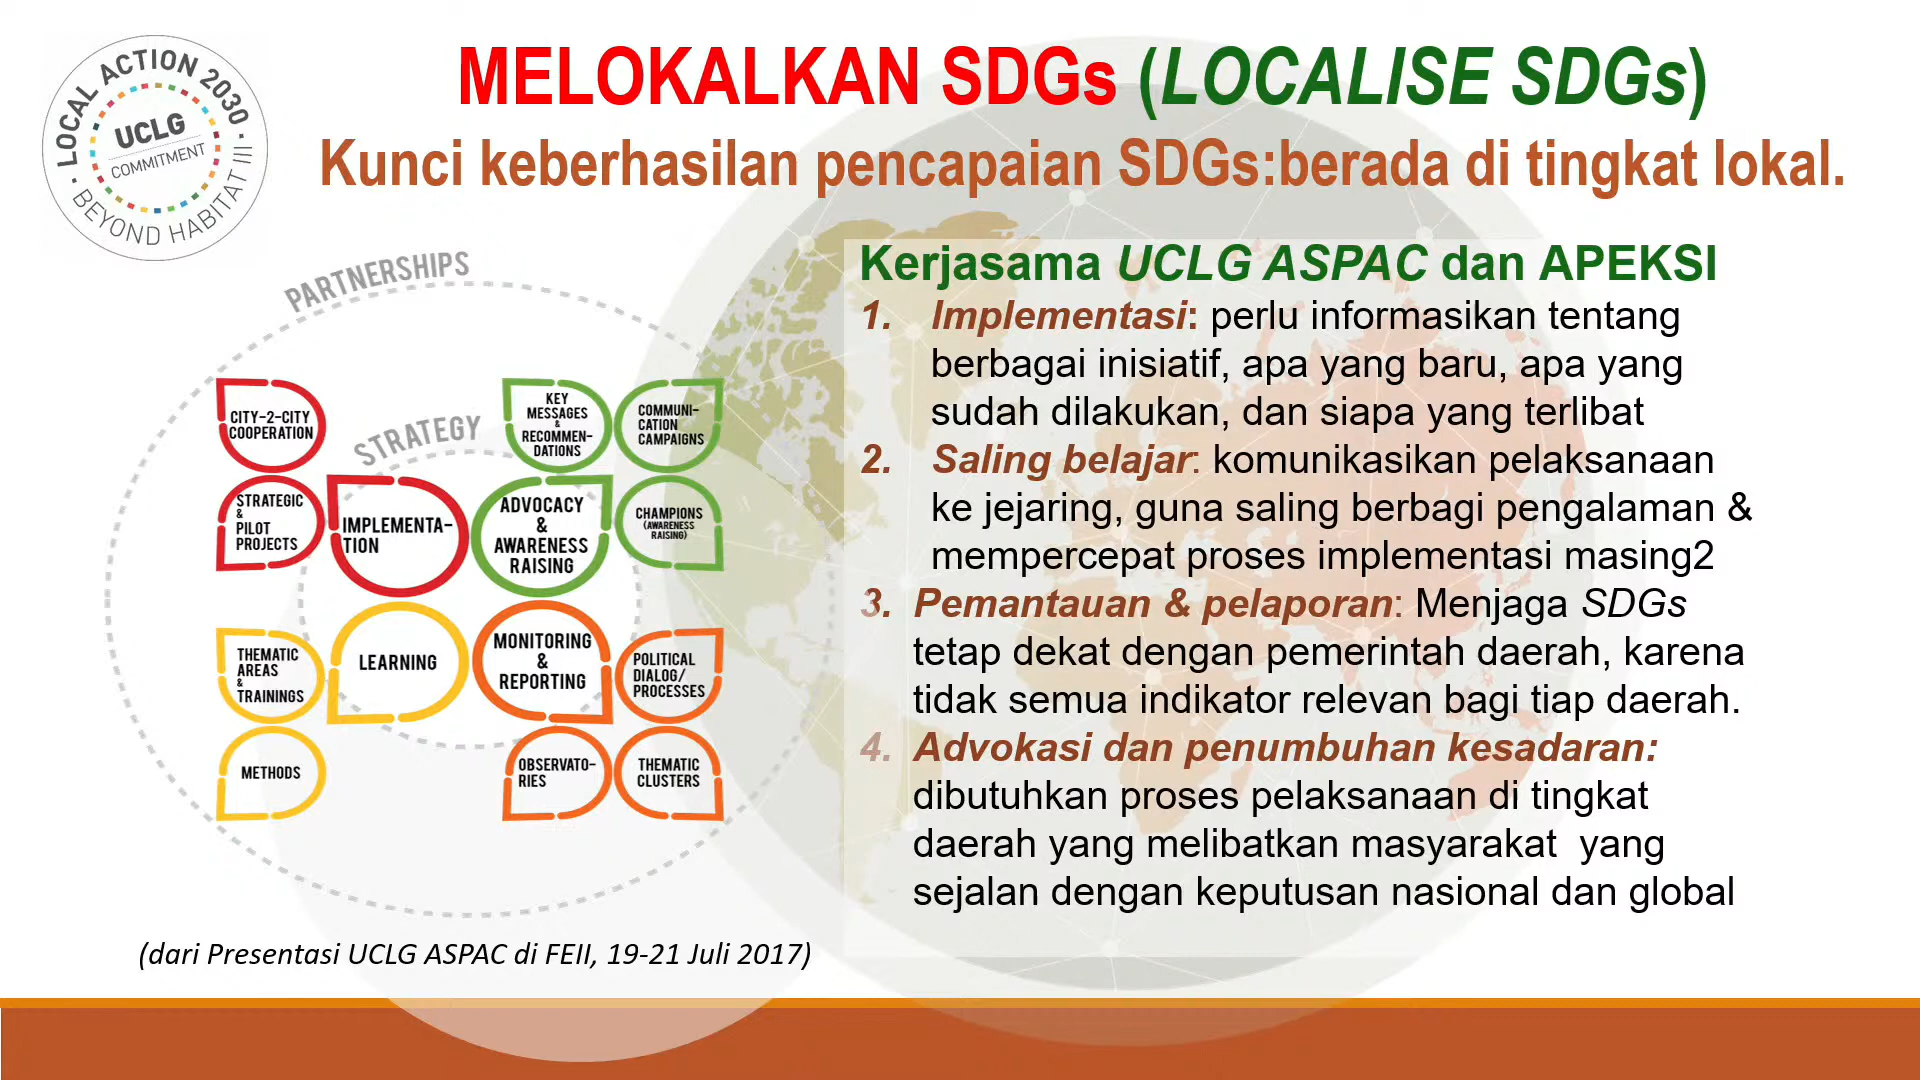 MELOKALKAN SDGs (LOCALISE SDGs)
Kunci keberhasilan pencapaian SDGs:berada di tingkat lokal.
· LOCAL ACTION 2030 ·
UCLG
COMMITMENT
BEYOND HABITAT III
PARTNERSHIPS
STRATEGY
CITY-2-CITY
COOPERATION
STRATEGIC
&
PILOT
PROJECTS
IMPLEMENTA-
TION
KEY
MESSAGES
&
RECOMMEN-
DATIONS
COMMUNI-
CATION
CAMPAIGNS
ADVOCACY
&
AWARENESS
RAISING
CHAMPIONS
(AWARENESS
RAISING)
THEMATIC
AREAS
&
TRAININGS
LEARNING
METHODS
MONITORING
&
REPORTING
POLITICAL
DIALOG/
PROCESSES
OBSERVATO-
RIES
THEMATIC
CLUSTERS
(dari Presentasi UCLG ASPAC di FEII, 19-21 Juli 2017)
Kerjasama UCLG ASPAC dan APEKSI
1. Implementasi: perlu informasikan tentang
berbagai inisiatif, apa yang baru, apa yang
sudah dilakukan, dan siapa yang terlibat
2. Saling belajar: komunikasikan pelaksanaan
ke jejaring, guna saling berbagi pengalaman &
mempercepat proses implementasi masing2
3. Pemantauan & pelaporan: Menjaga SDGs
tetap dekat dengan pemerintah daerah, karena
tidak semua indikator relevan bagi tiap daerah.
4. Advokasi dan penumbuhan kesadaran:
dibutuhkan proses pelaksanaan di tingkat
daerah yang melibatkan masyarakat  yang
sejalan dengan keputusan nasional dan global